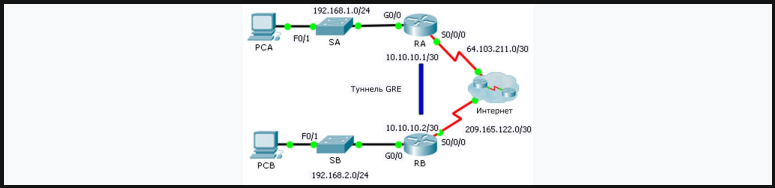 192.168.1.0/24
G0/0
PCA
F0/1
SA
RA
S0/0/0
64.103.211.0/30
10.10.10.1/30
Туннель GRE
Интернет
10.10.10.2/30
209.165.122.0/30
F0/1
S0/0/0
PCB
SB
G0/0
RB
192.168.2.0/24